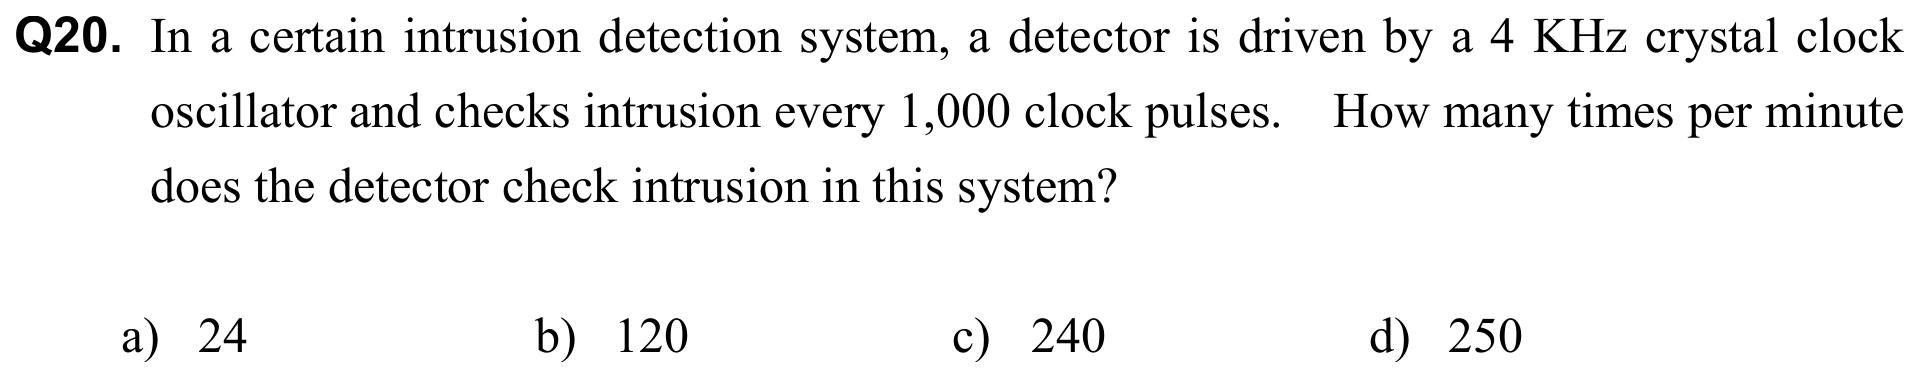 Q20. In a certain intrusion detection system, a detector is driven by a 4 KHz crystal clock
oscillator and checks intrusion every 1,000 clock pulses. How many times per minute
does the detector check intrusion in this system?
a) 24 b) 120 c) 240 d) 250